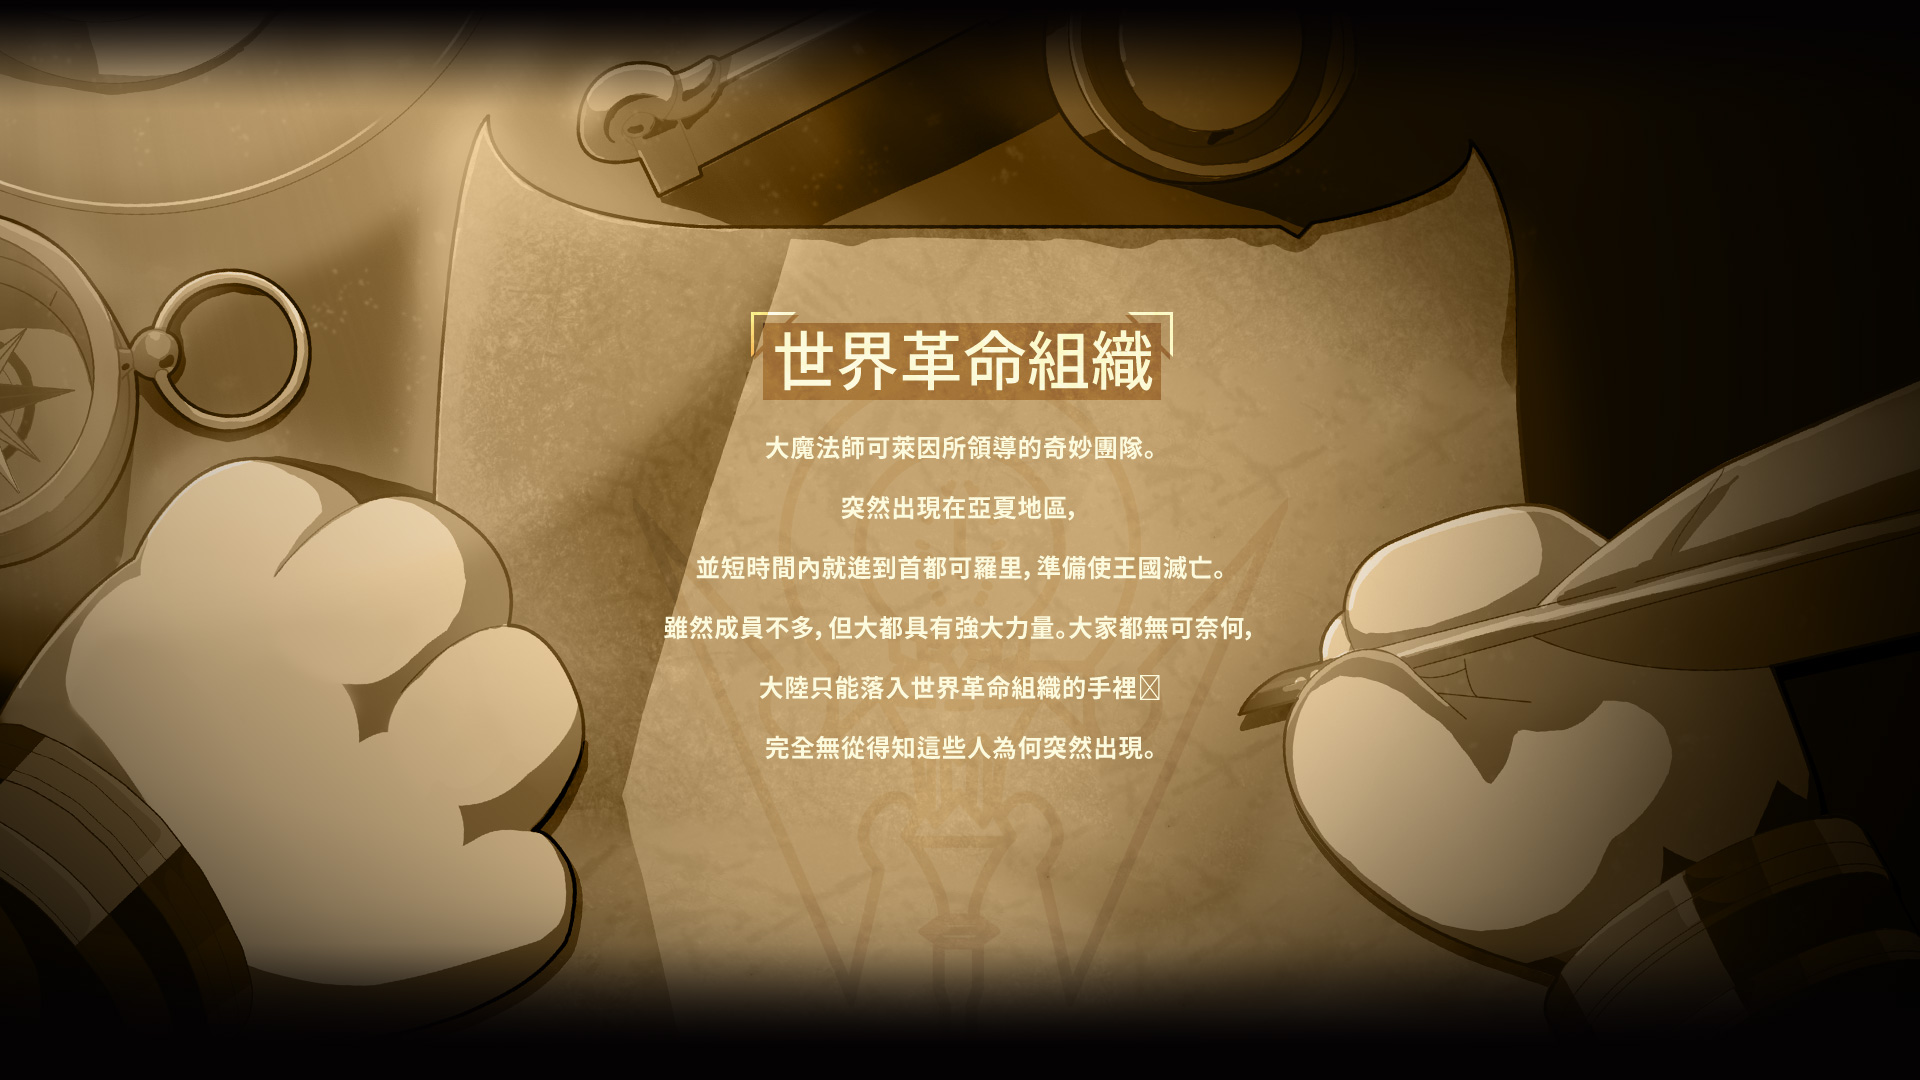 世界革命組織
大魔法師可萊因所領導的奇妙團隊。
突然出現在亞夏地區,
並短時間內就進到首都可羅里, 準備使王國滅亡。
雖然成員不多, 但大都具有強大力量。大家都無可奈何,
大陸只能落入世界革命組織的手裡
完全無從得知這些人為何突然出現。